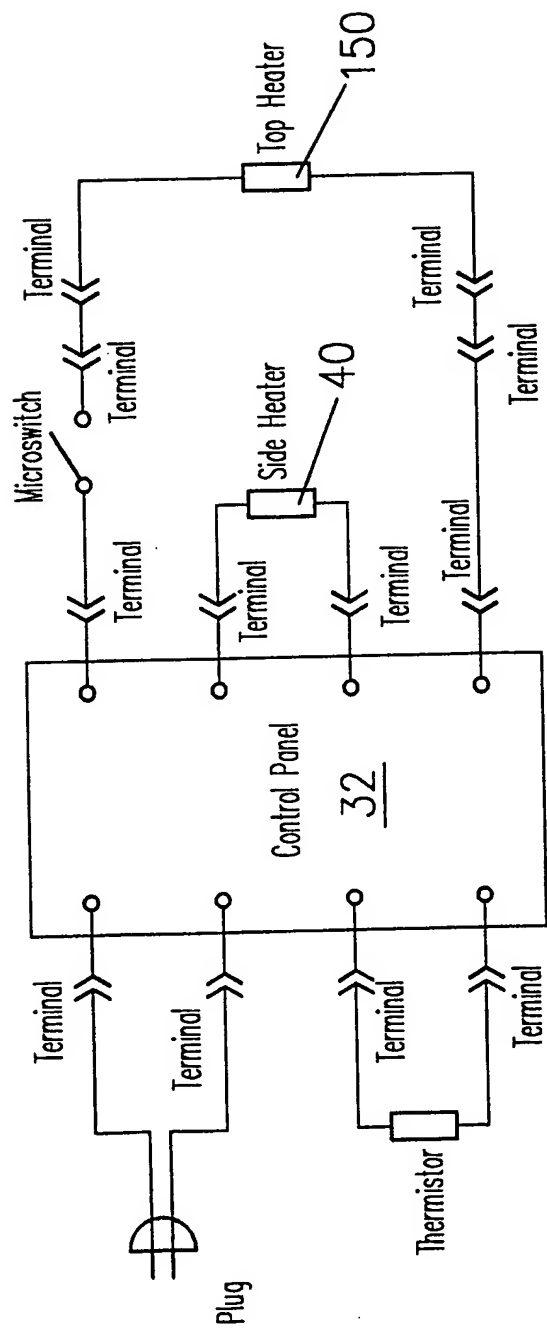 Terminal
Microswitch
Terminal
Terminal
Terminal
Plug
Terminal
Terminal
Side Heater
40
Top Heater
150
Control Panel
32
Terminal
Terminal
Thermistor
Terminal
Terminal
Terminal
Terminal